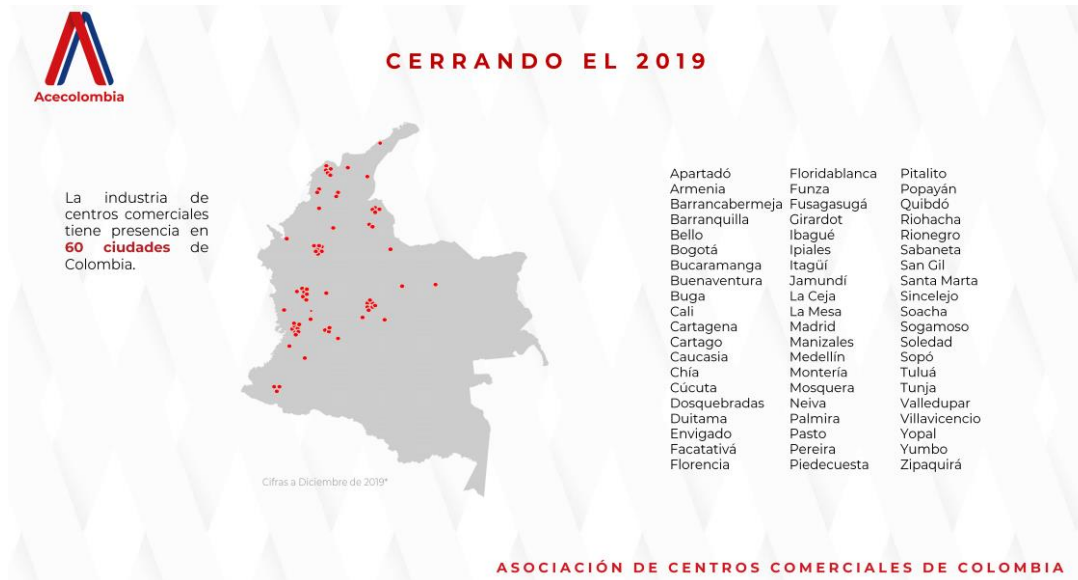 Acecolombia
CERRANDO EL 2019
La industria de
centros comerciales
tiene presencia en
60 ciudades de
Colombia.
Apartadó
Armenia
Barrancabermeja
Barranquilla
Bello
Bogotá
Bucaramanga
Buenaventura
Buga
Cali
Cartagena
Cartago
Caucasia
Chía
Cúcuta
Dosquebradas
Duitama
Envigado
Facatativá
Florencia
Floridablanca
Funza
Fusagasugá
Girardot
Ibagué
Ipiales
Itagüí
Jamundí
La Ceja
La Mesa
Madrid
Manizales
Medellín
Montería
Mosquera
Neiva
Palmira
Pasto
Pereira
Piedecuesta
Pitalito
Popayán
Quibdó
Riohacha
Rionegro
Sabaneta
San Gil
Santa Marta
Sincelejo
Soacha
Sogamoso
Soledad
Sopó
Tuluá
Tunja
Valledupar
Villavicencio
Yopal
Yumbo
Zipaquirá
Cifras a Diciembre de 2019*
ASOCIACIÓN DE CENTROS COMERCIALES DE COLOMBIA